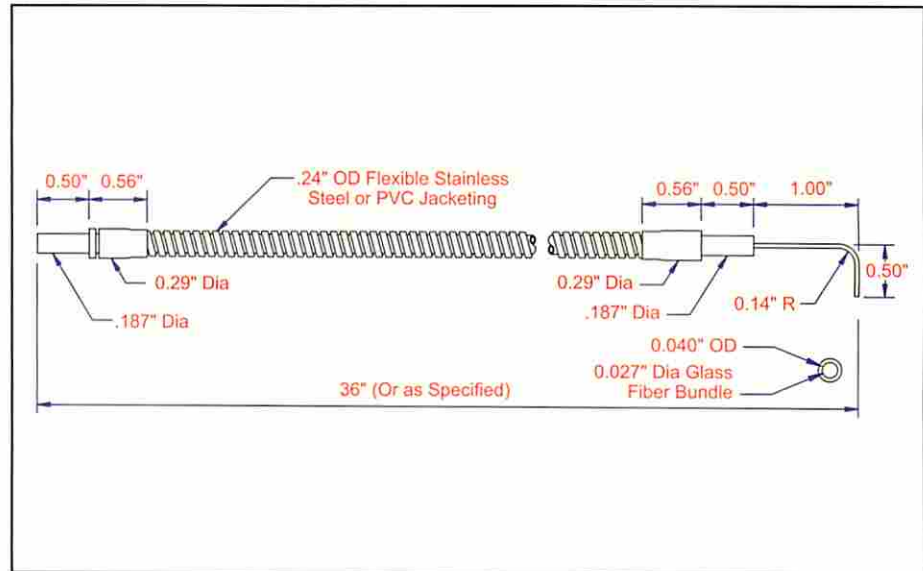 0.50"
0.56"
.24" OD Flexible Stainless
Steel or PVC Jacketing
0.56"
0.50"
1.00"
0.29" Dia
.187" Dia
0.29" Dia
.187" Dia
0.14" R
0.50"
0.040" OD
0.027" Dia Glass
Fiber Bundle
36" (Or as Specified)